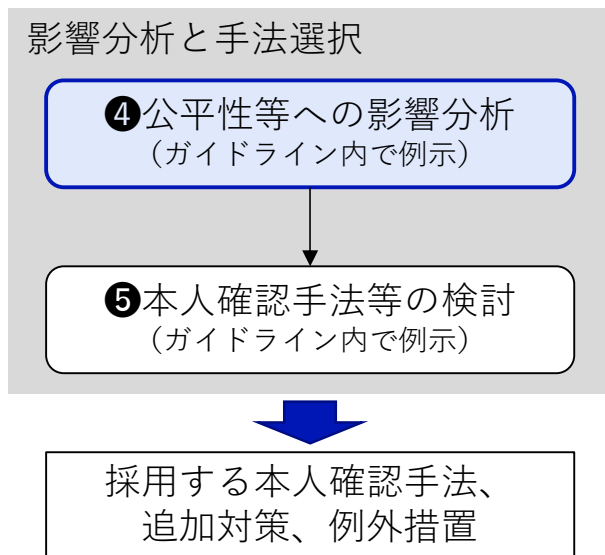 影響分析と手法選択
❹公平性等への影響分析
（ガイドライン内で例示）
❺本人確認手法等の検討
（ガイドライン内で例示）
採用する本人確認手法、
追加対策、例外措置